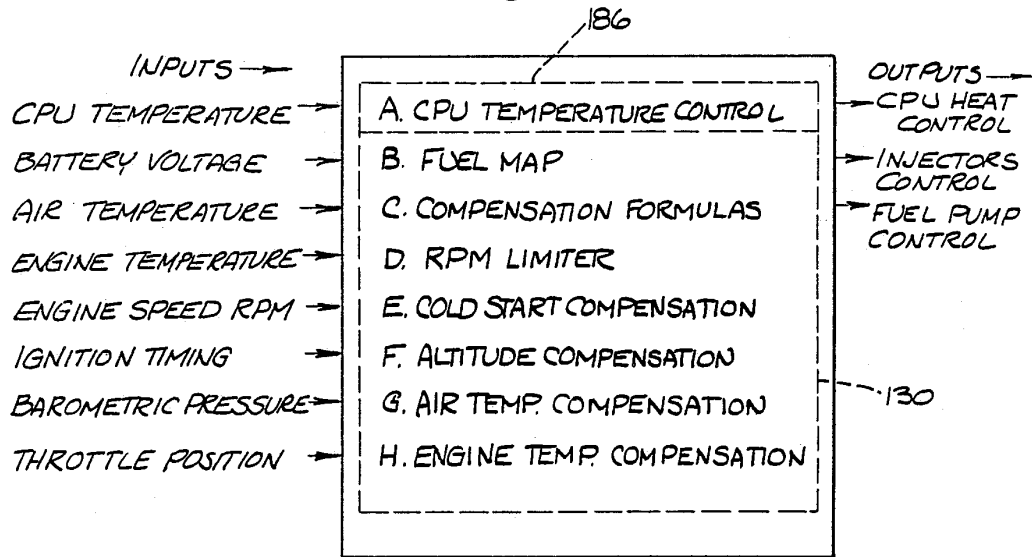 186
INPUTS
CPU TEMPERATURE
BATTERY VOLTAGE
AIR TEMPERATURE
ENGINE TEMPERATURE
ENGINE SPEED RPM
IGNITION TIMING
BAROMETRIC PRESSURE
THROTTLE POSITION
A. CPU TEMPERATURE CONTROL
B. FUEL MAP
C. COMPENSATION FORMULAS
D. RPM LIMITER
E. COLD START COMPENSATION
F. ALTITUDE COMPENSATION
G. AIR TEMP. COMPENSATION
H. ENGINE TEMP. COMPENSATION
OUTPUTS
CPU HEAT
CONTROL
INJECTORS
CONTROL
FUEL PUMP
CONTROL
130